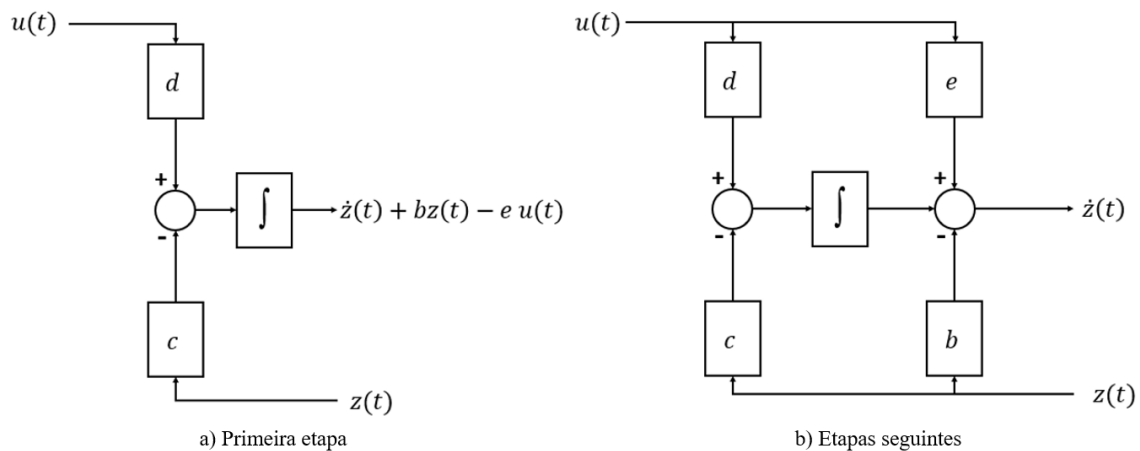 u(t)
d
+
-
∫
ż(t) + bz(t) − e u(t)
c
z(t)
a) Primeira etapa
u(t)
d
e
+
+
-
-
∫
ż(t)
c
b
z(t)
b) Etapas seguintes